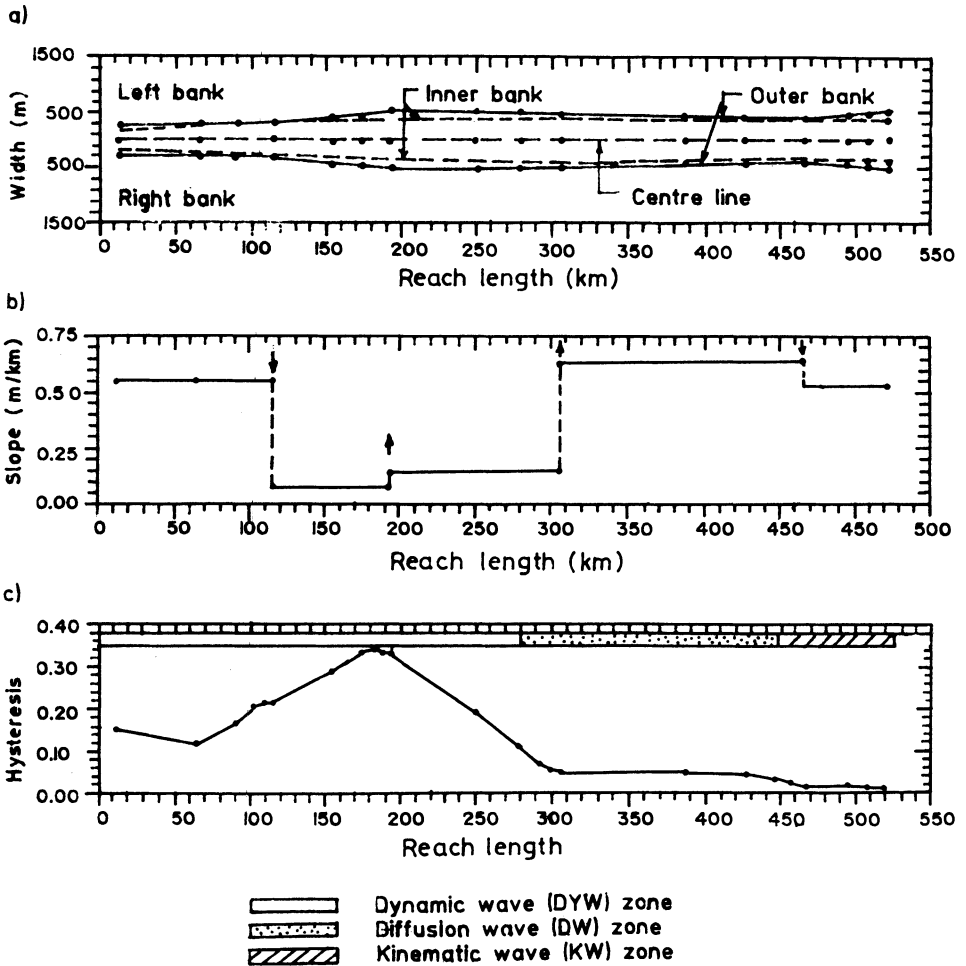 a)
1500
500
500
1500
Width (m)
Left bank
Inner bank
Outer bank
Right bank
Centre line
0 50 100 150 200 250 300 350 400 450 500 550
Reach length (km)
b)
0.75
0.50
0.25
0.00
Slope (m/km)
0 50 100 150 200 250 300 350 400 450 500 500
Reach length (km)
c)
0.40
0.30
0.20
0.10
0.00
Hysteresis
0 50 100 150 200 250 300 350 400 450 500 550
Reach length
Dynamic wave (DYW) zone
Diffusion wave (DW) zone
Kinematic wave (KW) zone